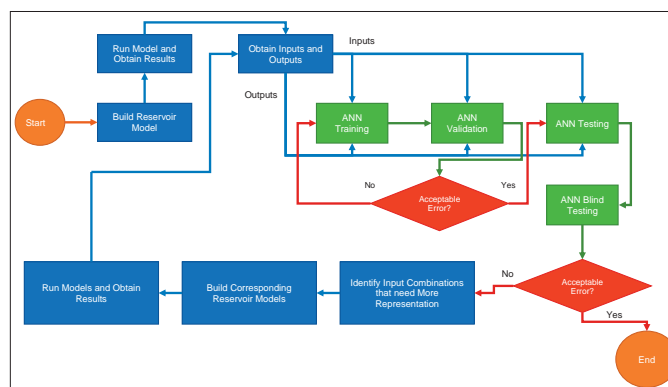 Run Model and
Obtain Results
Obtain Inputs and
Outputs
Inputs
Outputs
Start
Build Reservoir
Model
ANN
Training
ANN
Validation
ANN Testing
No
Acceptable
Error?
Yes
ANN Blind
Testing
Run Models and Obtain
Results
Build Corresponding
Reservoir Models
Identify Input Combinations
that need More
Representation
No
Acceptable
Error?
Yes
End